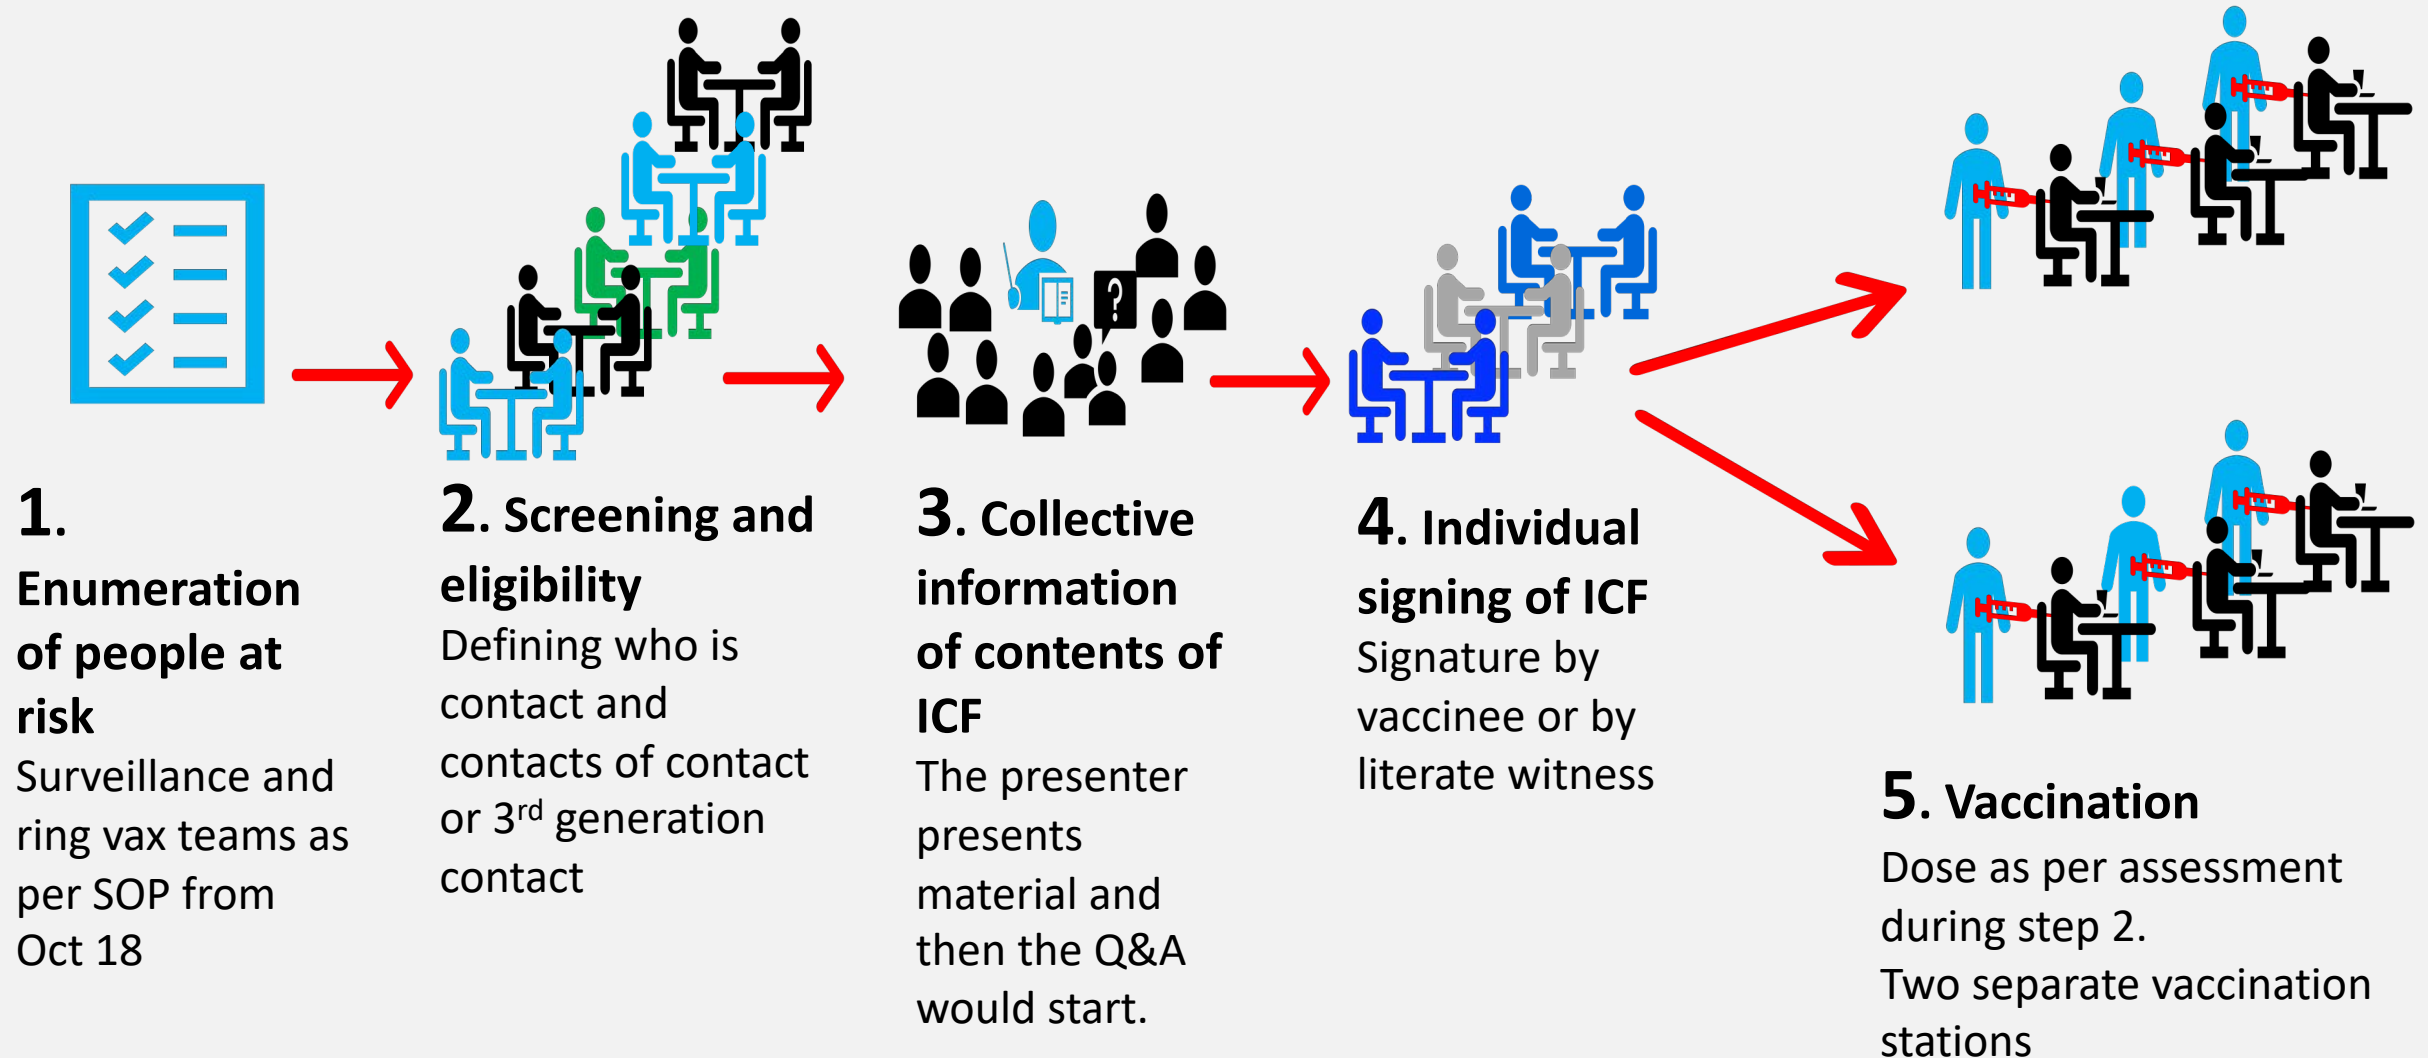 1.
Enumeration
of people at
risk
Surveillance and
ring vax teams as
per SOP from
Oct 18
2. Screening and
eligibility
Defining who is
contact and
contacts of contact
or 3rd generation
contact
?
3. Collective
information
of contents of
ICF
The presenter
presents
material and
then the Q&A
would start.
4. Individual
signing of ICF
Signature by
vaccinee or by
literate witness
5. Vaccination
Dose as per assessment
during step 2.
Two separate vaccination
stations